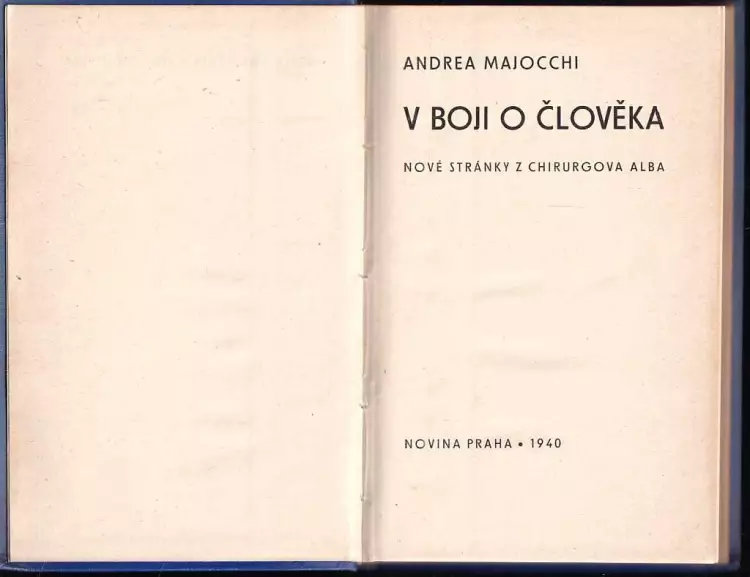 ANDREA MAJOCCHI
V BOJI O ČLOVĚKA
NOVÉ STRÁNKY Z CHIRURGOVA ALBA
NOVINA PRAHA • 1940